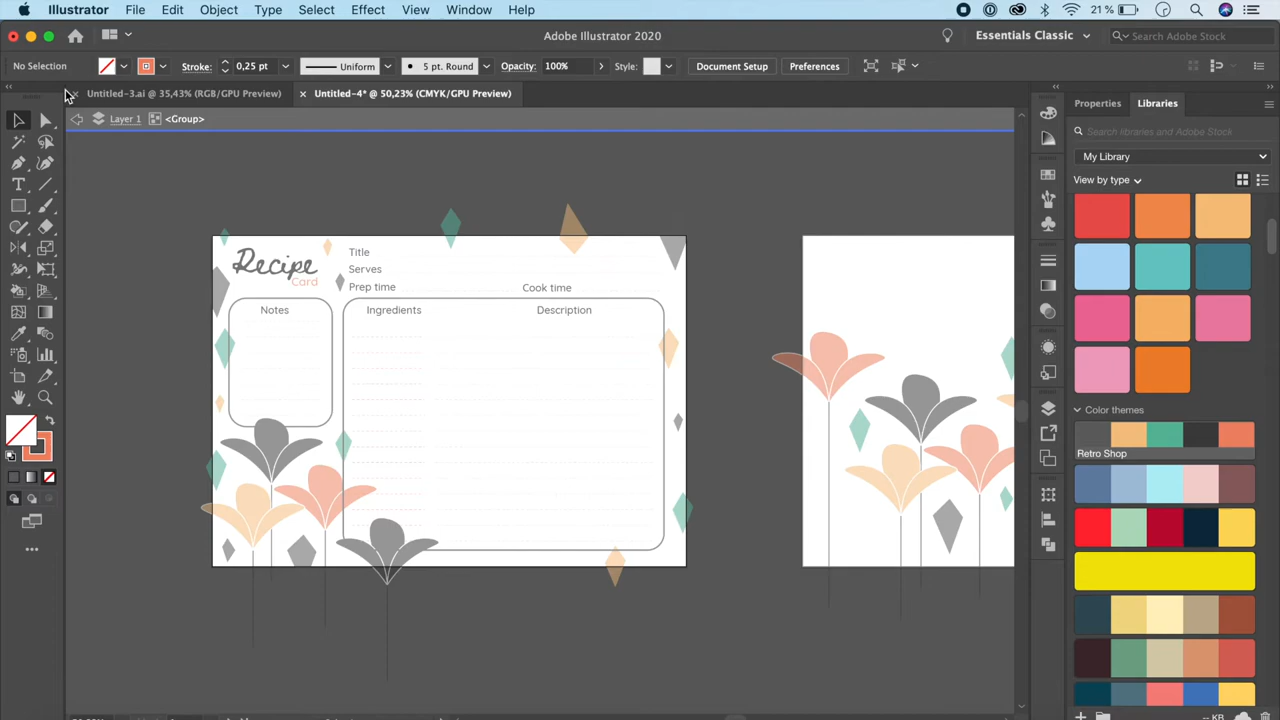 Illustrator File Edit Object Type Select Effect View Window Help 21 %
Adobe Illustrator 2020 Essentials Classic Search Adobe Stock
No Selection Stroke: 0,25 pt Uniform 5 pt. Round Opacity: 100% Style: Document Setup Preferences
Untitled-3.ai @ 35,43% (RGB/GPU Preview) Untitled-4* @ 50,23% (CMYK/GPU Preview)
Layer 1 <Group>
Properties Libraries
Search libraries and Adobe Stock
My Library
View by type
Recipe
Card
Title
Serves
Prep time Cook time
Notes Ingredients Description
Color themes
Retro Shop
-- KB